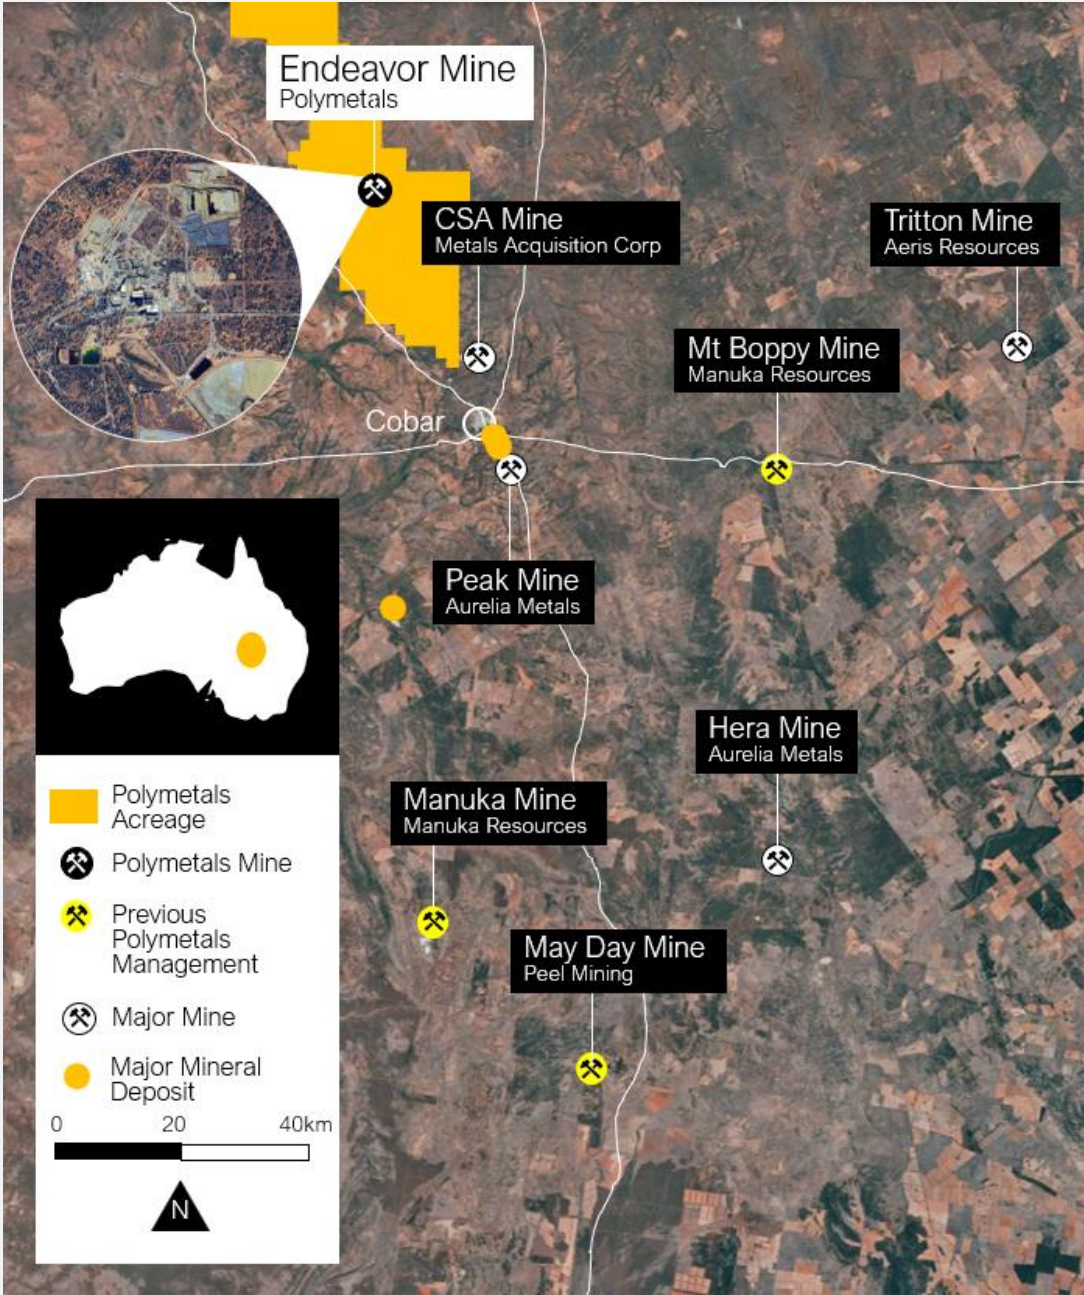 Endeavor Mine
Polymetals
CSA Mine
Metals Acquisition Corp
Tritton Mine
Aeris Resources
Mt Boppy Mine
Manuka Resources
Cobar
Peak Mine
Aurelia Metals
Hera Mine
Aurelia Metals
Manuka Mine
Manuka Resources
May Day Mine
Peel Mining
Polymetals
Acreage
Polymetals Mine
Previous
Polymetals
Management
Major Mine
Major Mineral
Deposit
0 20 40km
N